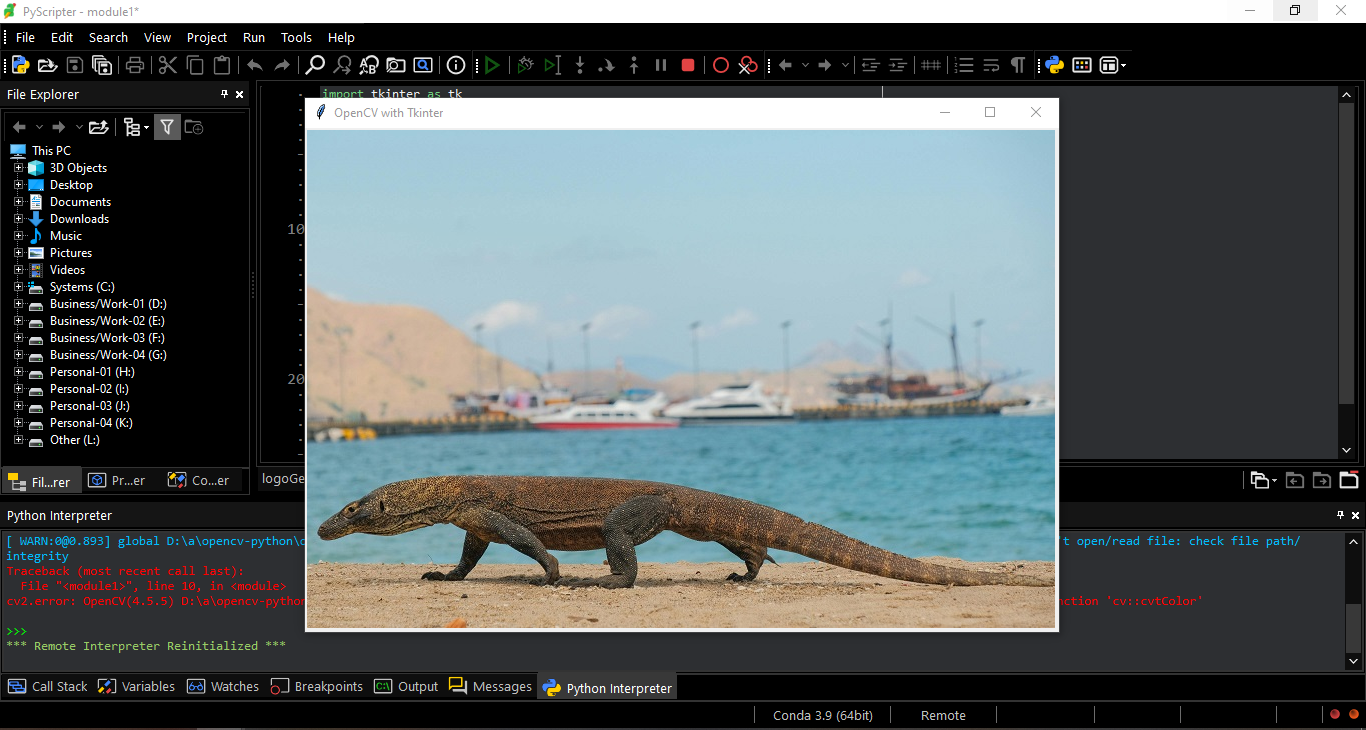 PyScripter - module1*
File Edit Search View Project Run Tools Help
File Explorer
import tkinter as tk
OpenCV with Tkinter
This PC
3D Objects
Desktop
Documents
Downloads
Music
Pictures
Videos
Systems (C:)
Business/Work-01 (D:)
Business/Work-02 (E:)
Business/Work-03 (F:)
Business/Work-04 (G:)
Personal-01 (H:)
Personal-02 (I:)
Personal-03 (J:)
Personal-04 (K:)
Other (L:)
10
20
Fil...rer Pr...er Co...er
logoGe
Python Interpreter
[ WARN:0@0.893] global D:\a\opencv-python\o 't open/read file: check file path/
integrity
Traceback (most recent call last):
File "<module1>", line 10, in <module>
cv2.error: OpenCV(4.5.5) D:\a\opencv-python ction 'cv::cvtColor'
>>>
*** Remote Interpreter Reinitialized ***
Call Stack Variables Watches Breakpoints Output Messages Python Interpreter
Conda 3.9 (64bit) Remote